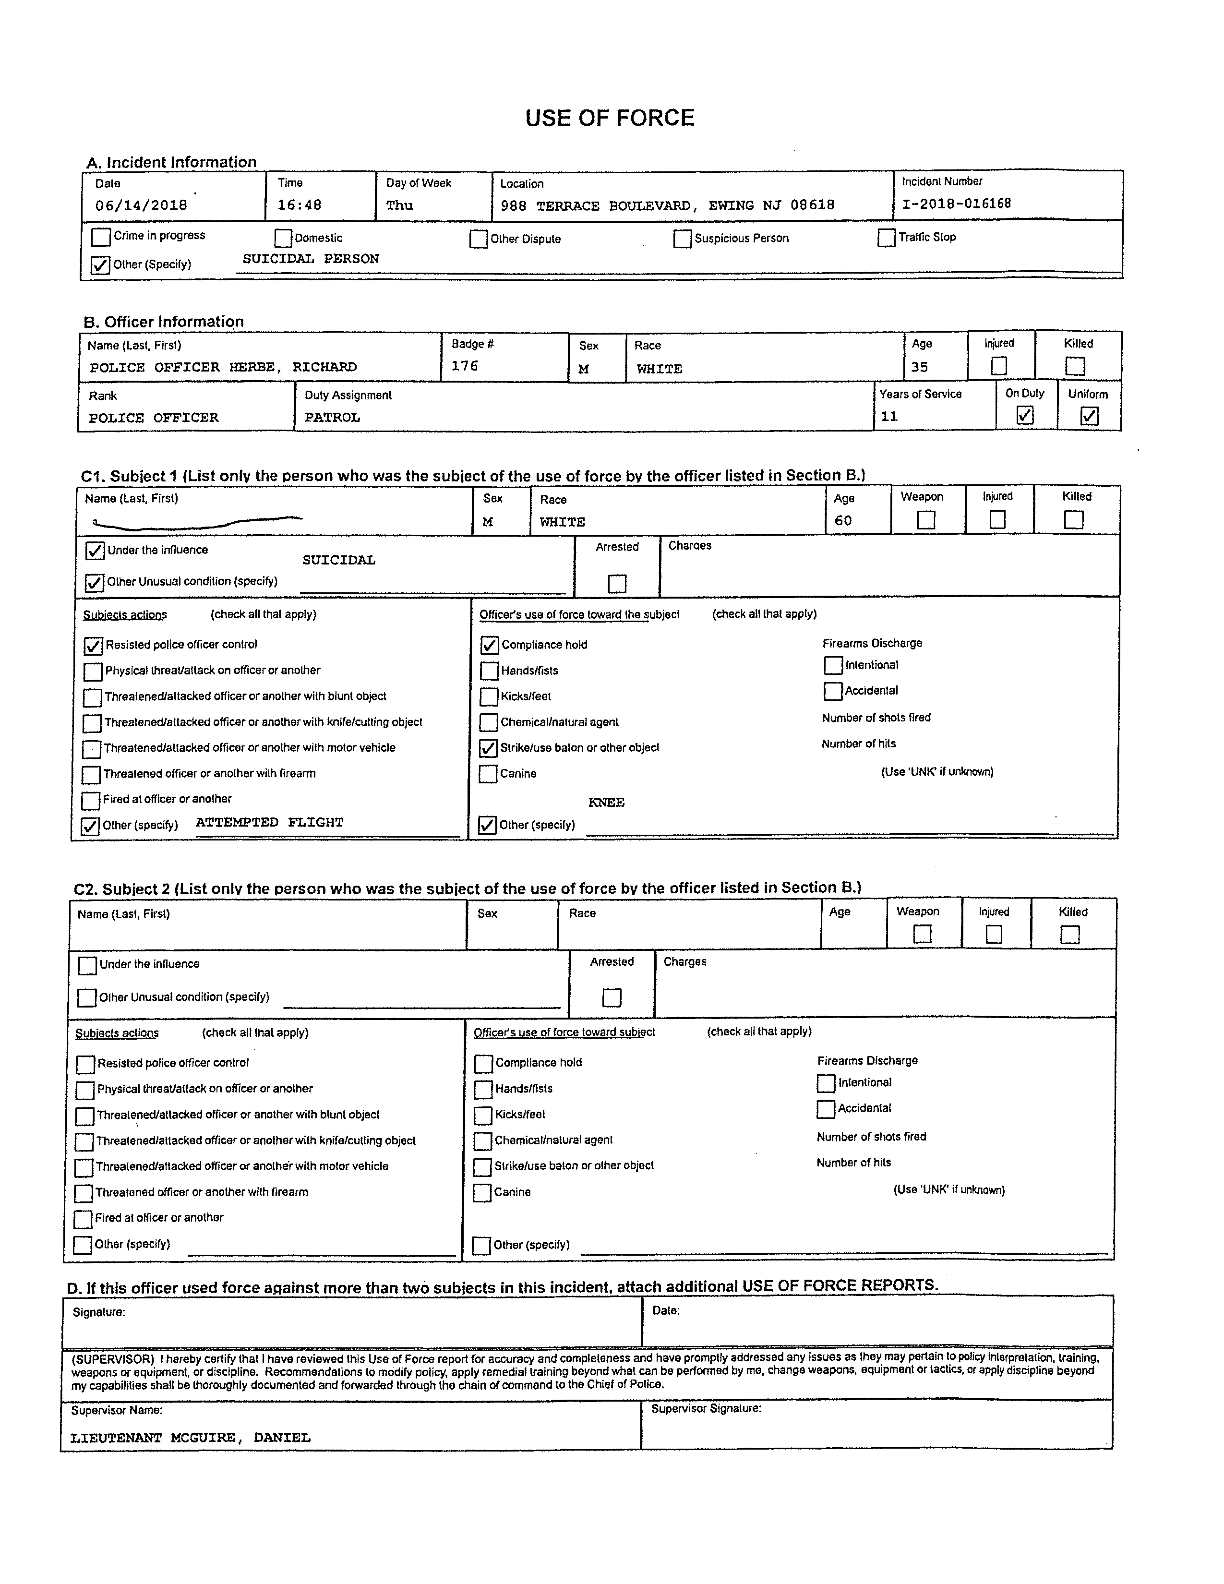 USE OF FORCE
A. Incident Information
Date Time Day of Week Location Incident Number
06/14/2018 16:48 Thu 988 TERRACE BOULEVARD, EWING NJ 08618 I-2018-016168
Crime in progress Domestic Other Dispute Suspicious Person Traffic Stop
Other (Specify) SUICIDAL PERSON
B. Officer Information
Name (Last, First) Badge # Sex Race Age Injured Killed
POLICE OFFICER HERBE, RICHARD 176 M WHITE 35
Rank Duty Assignment Years of Service On Duty Uniform
POLICE OFFICER PATROL 11
C1. Subject 1 (List only the person who was the subject of the use of force by the officer listed in Section B.)
Name (Last, First) Sex Race Age Weapon Injured Killed
M WHITE 60
Under the influence Arrested Charges
SUICIDAL
Other Unusual condition (specify)
Subjects actions (check all that apply) Officer's use of force toward the subject (check all that apply)
Resisted police officer control Compliance hold Firearms Discharge
Physical threat/attack on officer or another Hands/fists Intentional
Threatened/attacked officer or another with blunt object Kicks/feet Accidental
Threatened/attacked officer or another with knife/cutting object Chemical/natural agent Number of shots fired
Threatened/attacked officer or another with motor vehicle Strike/use baton or other object Number of hits
Threatened officer or another with firearm Canine (Use 'UNK' if unknown)
Fired at officer or another KNEE
Other (specify) ATTEMPTED FLIGHT Other (specify)
C2. Subject 2 (List only the person who was the subject of the use of force by the officer listed in Section B.)
Name (Last, First) Sex Race Age Weapon Injured Killed
Under the influence Arrested Charges
Other Unusual condition (specify)
Subjects actions (check all that apply) Officer's use of force toward subject (check all that apply)
Resisted police officer control Compliance hold Firearms Discharge
Physical threat/attack on officer or another Hands/fists Intentional
Threatened/attacked officer or another with blunt object Kicks/feet Accidental
Threatened/attacked officer or another with knife/cutting object Chemical/natural agent Number of shots fired
Threatened/attacked officer or another with motor vehicle Strike/use baton or other object Number of hits
Threatened officer or another with firearm Canine (Use 'UNK' if unknown)
Fired at officer or another
Other (specify) Other (specify)
D. If this officer used force against more than two subjects in this incident, attach additional USE OF FORCE REPORTS.
Signature: Date:
(SUPERVISOR) I hereby certify that I have reviewed this Use of Force report for accuracy and completeness and have promptly addressed any issues as they may pertain to policy interpretation, training,
weapons or equipment, or discipline. Recommendations to modify policy, apply remedial training beyond what can be performed by me, change weapons, equipment or tactics, or apply discipline beyond
my capabilities shall be thoroughly documented and forwarded through the chain of command to the Chief of Police.
Supervisor Name: Supervisor Signature:
LIEUTENANT MCGUIRE, DANIEL